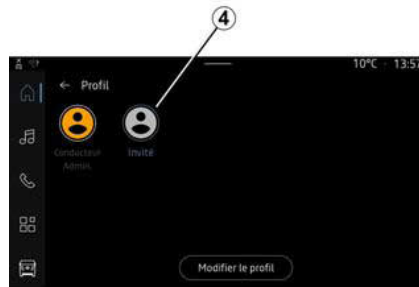 4
10°C · 13:57
← Profil
Conducteur
Admin.
Invité
Modifier le profil